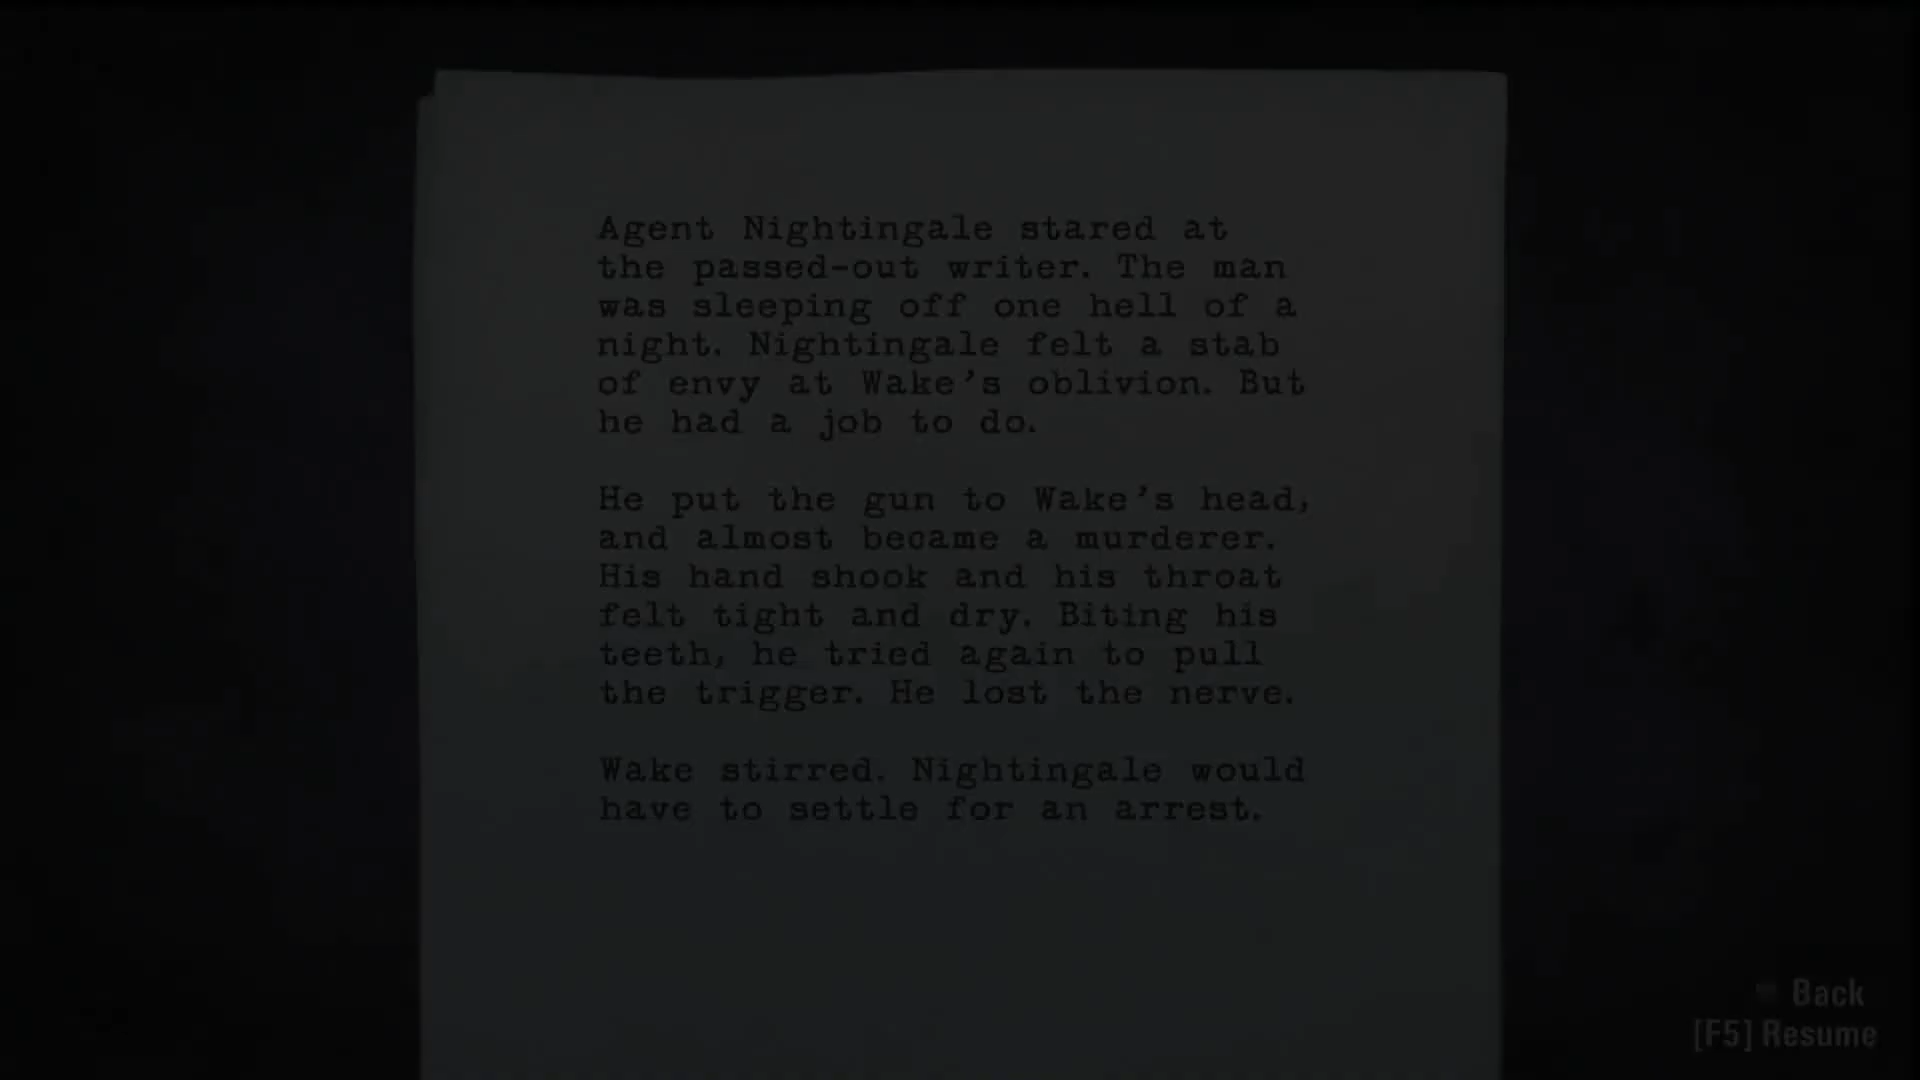 Agent Nightingale stared at
the passed-out writer. The man
was sleeping off one hell of a
night. Nightingale felt a stab
of envy at Wake's oblivion. But
he had a job to do.
He put the gun to Wake's head,
and almost became a murderer.
His hand shook and his throat
felt tight and dry. Biting his
teeth, he tried again to pull
the trigger. He lost the nerve.
Wake stirred. Nightingale would
have to settle for an arrest.
Back
[F5] Resume